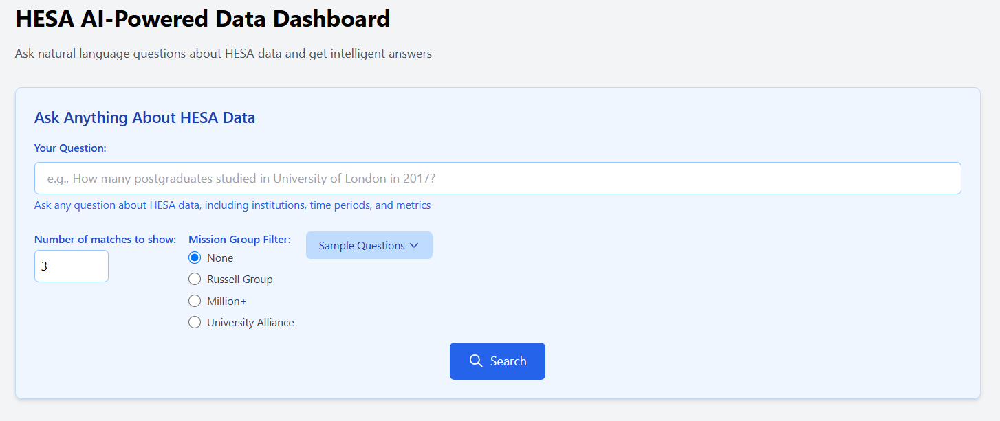 HESA AI-Powered Data Dashboard
Ask natural language questions about HESA data and get intelligent answers
Ask Anything About HESA Data
Your Question:
e.g., How many postgraduates studied in University of London in 2017?
Ask any question about HESA data, including institutions, time periods, and metrics
Number of matches to show:
3
Mission Group Filter:
None
Russell Group
Million+
University Alliance
Sample Questions
Search